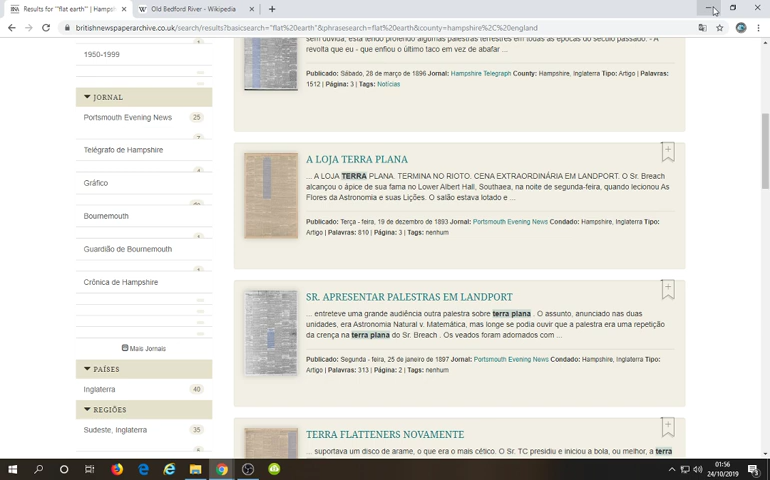 Results for '"flat earth"' | Hampsh
Old Bedford River - Wikipedia
britishnewspaperarchive.co.uk/search/results?basicsearch="flat%20earth"&phrasesearch=flat%20earth&county=hampshire%2C%20england
1950-1999
JORNAL
Portsmouth Evening News 25
Telégrafo de Hampshire
Gráfico
Bournemouth
Guardião de Bournemouth
Crônica de Hampshire
Mais Jornais
PAÍSES
Inglaterra 40
REGIÕES
Sudeste, Inglaterra 35
sem dúvida, está tendo proferido algumas palestras terrestres em todas as épocas do século passado. - A
revolta que eu - que enfiou o último taco em vez de abafar ...
Publicado: Sábado, 28 de março de 1896 Jornal: Hampshire Telegraph County: Hampshire, Inglaterra Tipo: Artigo | Palavras:
1512 | Página: 3 | Tags: Notícias
A LOJA TERRA PLANA
... A LOJA TERRA PLANA. TERMINA NO RIOTO. CENA EXTRAORDINÁRIA EM LANDPORT. O Sr. Breach
alcançou o ápice de sua fama no Lower Albert Hall, Southaea, na noite de segunda-feira, quando lecionou As
Flores da Astronomia e suas Lições. O salão estava lotado e ...
Publicado: Terça - feira, 19 de dezembro de 1893 Jornal: Portsmouth Evening News Condado: Hampshire, Inglaterra Tipo:
Artigo | Palavras: 810 | Página: 3 | Tags: nenhum
SR. APRESENTAR PALESTRAS EM LANDPORT
... entreteve uma grande audiência outra palestra sobre terra plana . O assunto, anunciado nas duas
unidades, era Astronomia Natural v. Matemática, mas longe se podia ouvir que a palestra era uma repetição
da crença na terra plana do Sr. Breach . Os veados foram adornados com ...
Publicado: Segunda - feira, 25 de janeiro de 1897 Jornal: Portsmouth Evening News Condado: Hampshire, Inglaterra Tipo:
Artigo | Palavras: 313 | Página: 2 | Tags: nenhum
TERRA FLATTENERS NOVAMENTE
... suportava um disco de arame, o que era o mais cético. O Sr. TC presidiu e iniciou a bola, ou melhor, a terra
01:56
24/10/2019